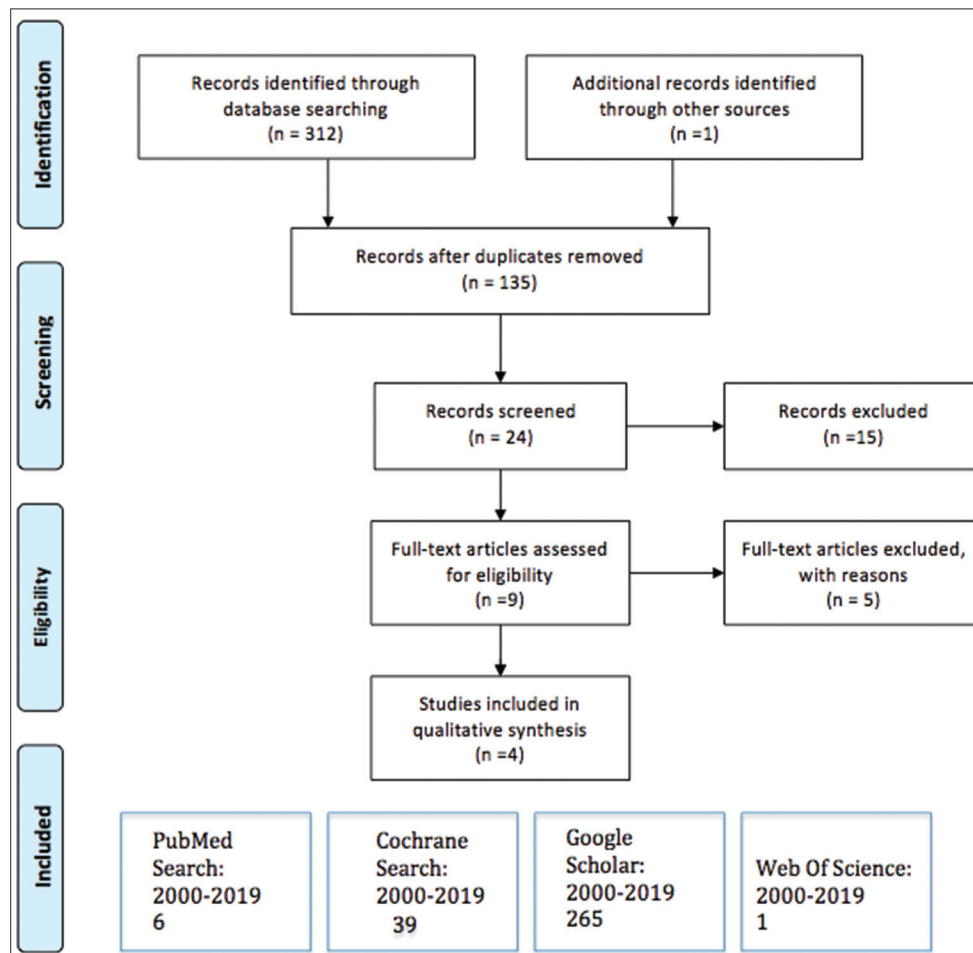 Identification
Records identified through
database searching
(n = 312)
Additional records identified
through other sources
(n =1)
Records after duplicates removed
(n = 135)
Screening
Records screened
(n = 24)
Records excluded
(n =15)
Eligibility
Full-text articles assessed
for eligibility
(n =9)
Full-text articles excluded,
with reasons
(n = 5)
Studies included in
qualitative synthesis
(n =4)
Included
PubMed
Search:
2000-2019
6
Cochrane
Search:
2000-2019
39
Google
Scholar:
2000-2019
265
Web Of Science:
2000-2019
1